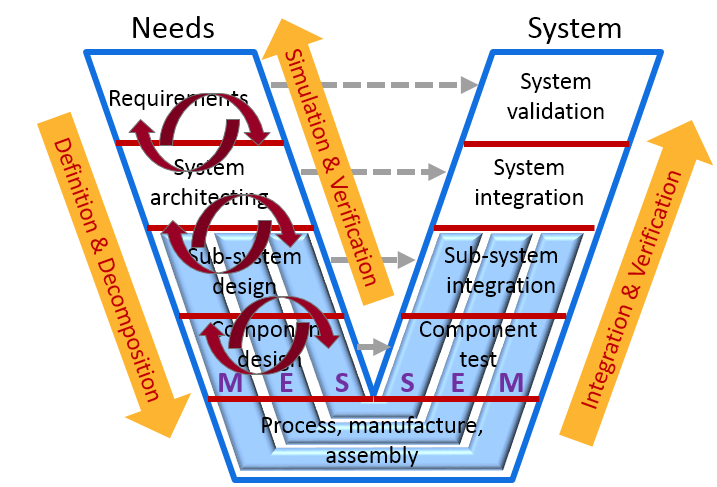 Needs
System
Requirements
System
validation
System
architecting
System
integration
Sub-system
design
Sub-system
integration
Component
design
Component
test
M E S S E M
Process, manufacture,
assembly
Definition & Decomposition
Simulation & Verification
Integration & Verification